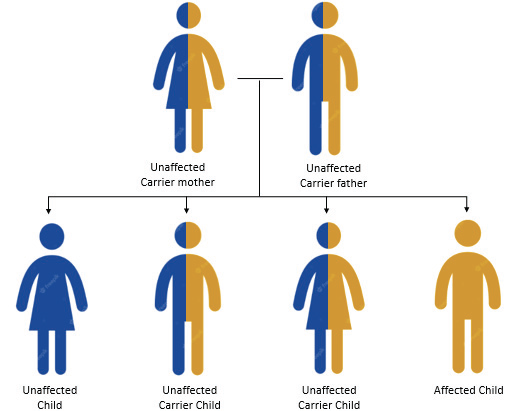 Unaffected
Carrier mother
Unaffected
Carrier father
Unaffected
Child
Unaffected
Carrier Child
Unaffected
Carrier Child
Affected Child